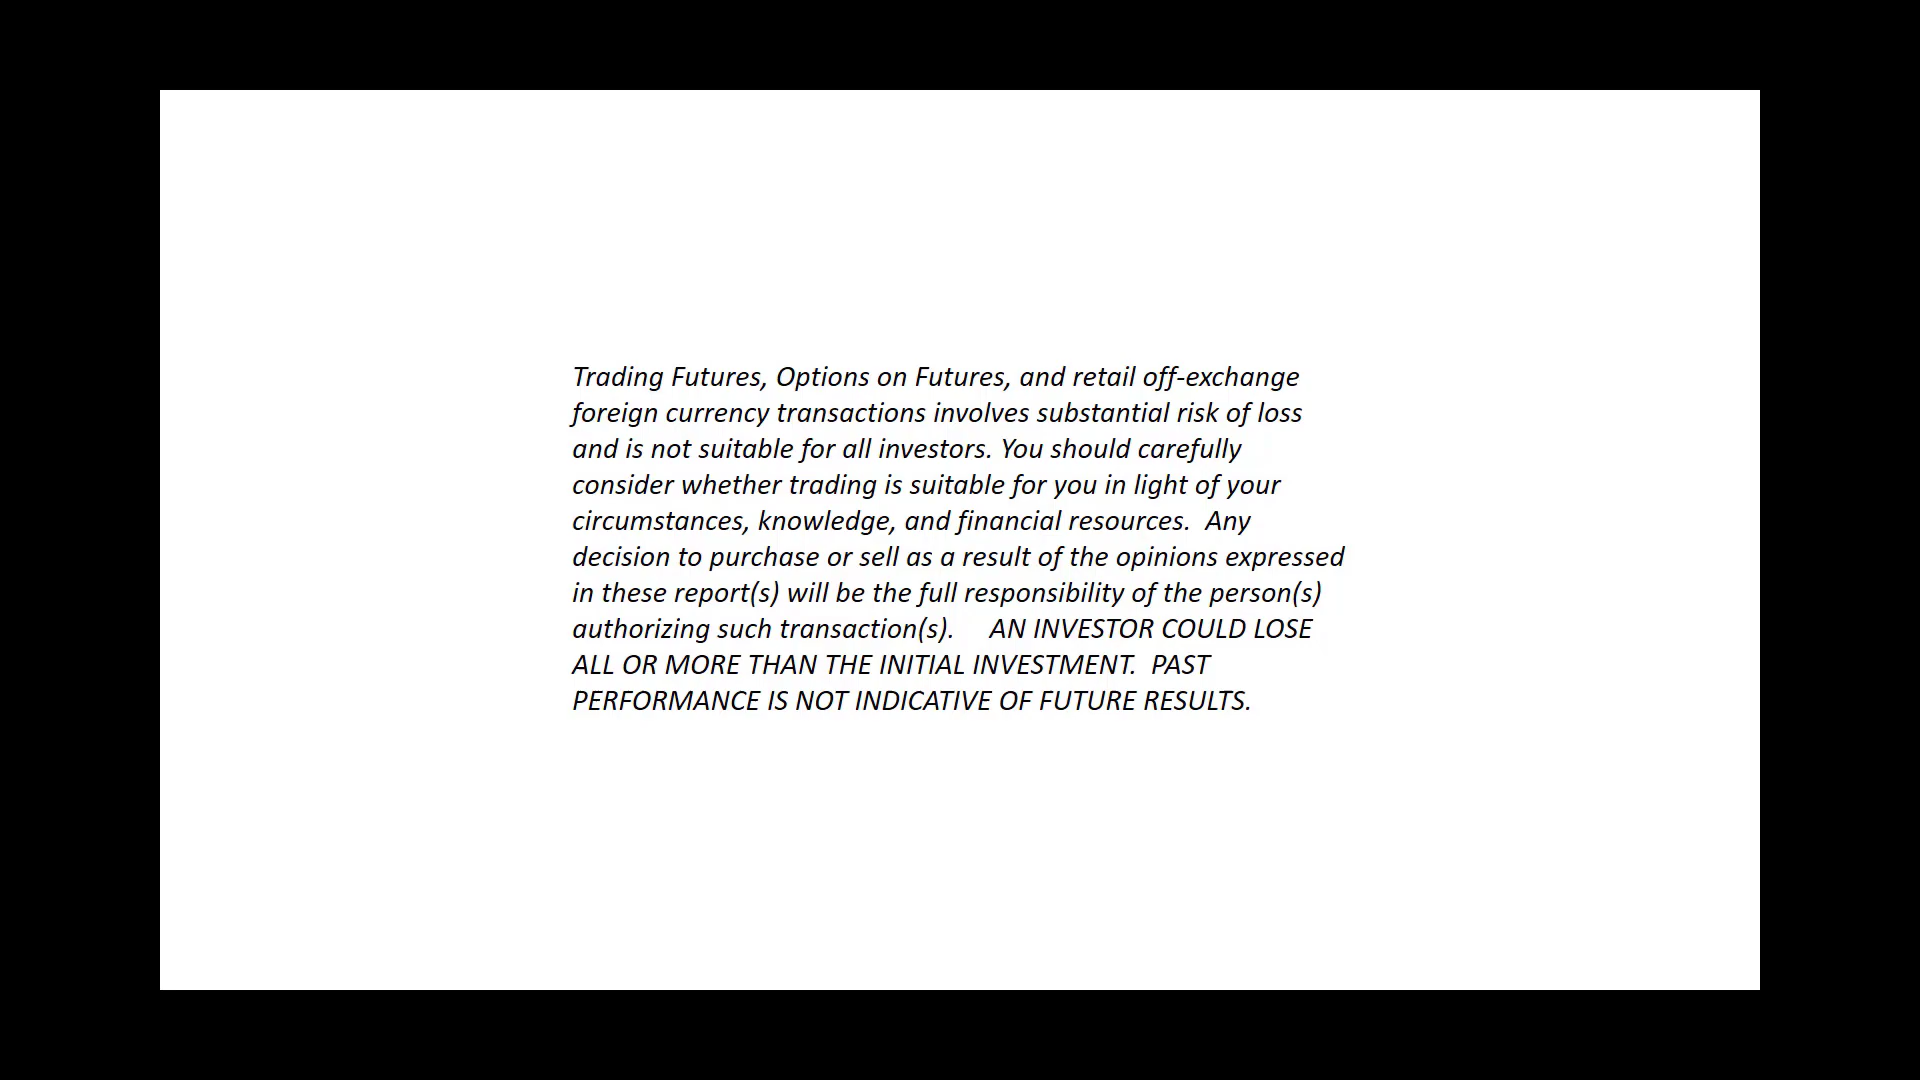 Trading Futures, Options on Futures, and retail off-exchange
foreign currency transactions involves substantial risk of loss
and is not suitable for all investors. You should carefully
consider whether trading is suitable for you in light of your
circumstances, knowledge, and financial resources.  Any
decision to purchase or sell as a result of the opinions expressed
in these report(s) will be the full responsibility of the person(s)
authorizing such transaction(s).     AN INVESTOR COULD LOSE
ALL OR MORE THAN THE INITIAL INVESTMENT.  PAST
PERFORMANCE IS NOT INDICATIVE OF FUTURE RESULTS.